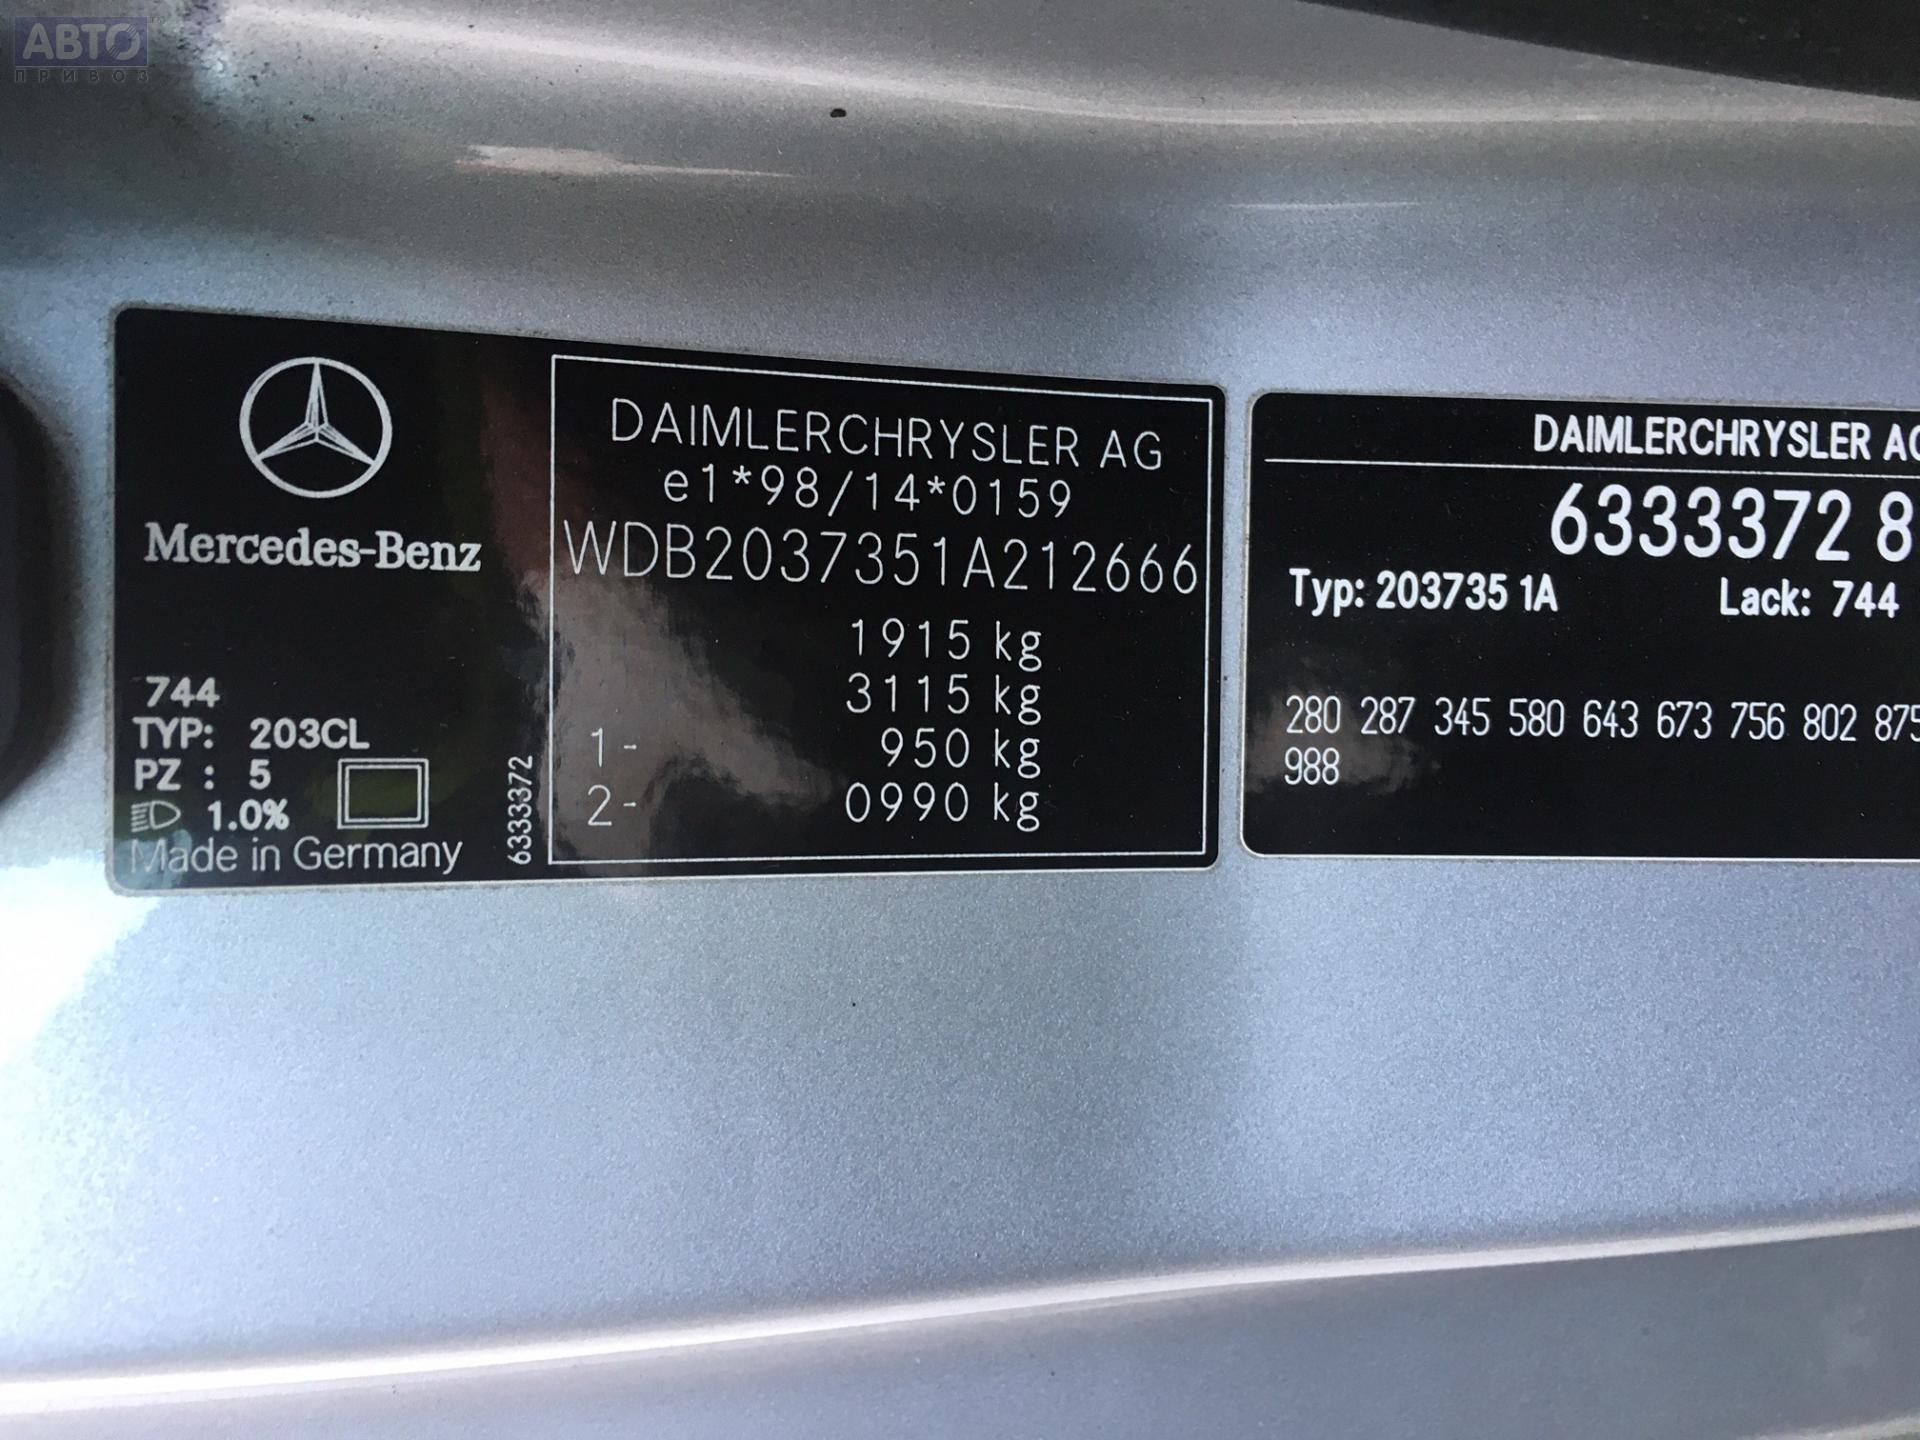 АВТО
ПРИВОЗ
Mercedes-Benz
744
TYP: 203CL
PZ : 5
1.0%
Made in Germany
6333372
DAIMLERCHRYSLER AG
e1*98/14*0159
WDB2037351A212666
1915 kg
3115 kg
1- 950 kg
2- 0990 kg
DAIMLERCHRYSLER AG
6333372 8
Typ: 203735 1A Lack: 744
280 287 345 580 643 673 756 802 875
988